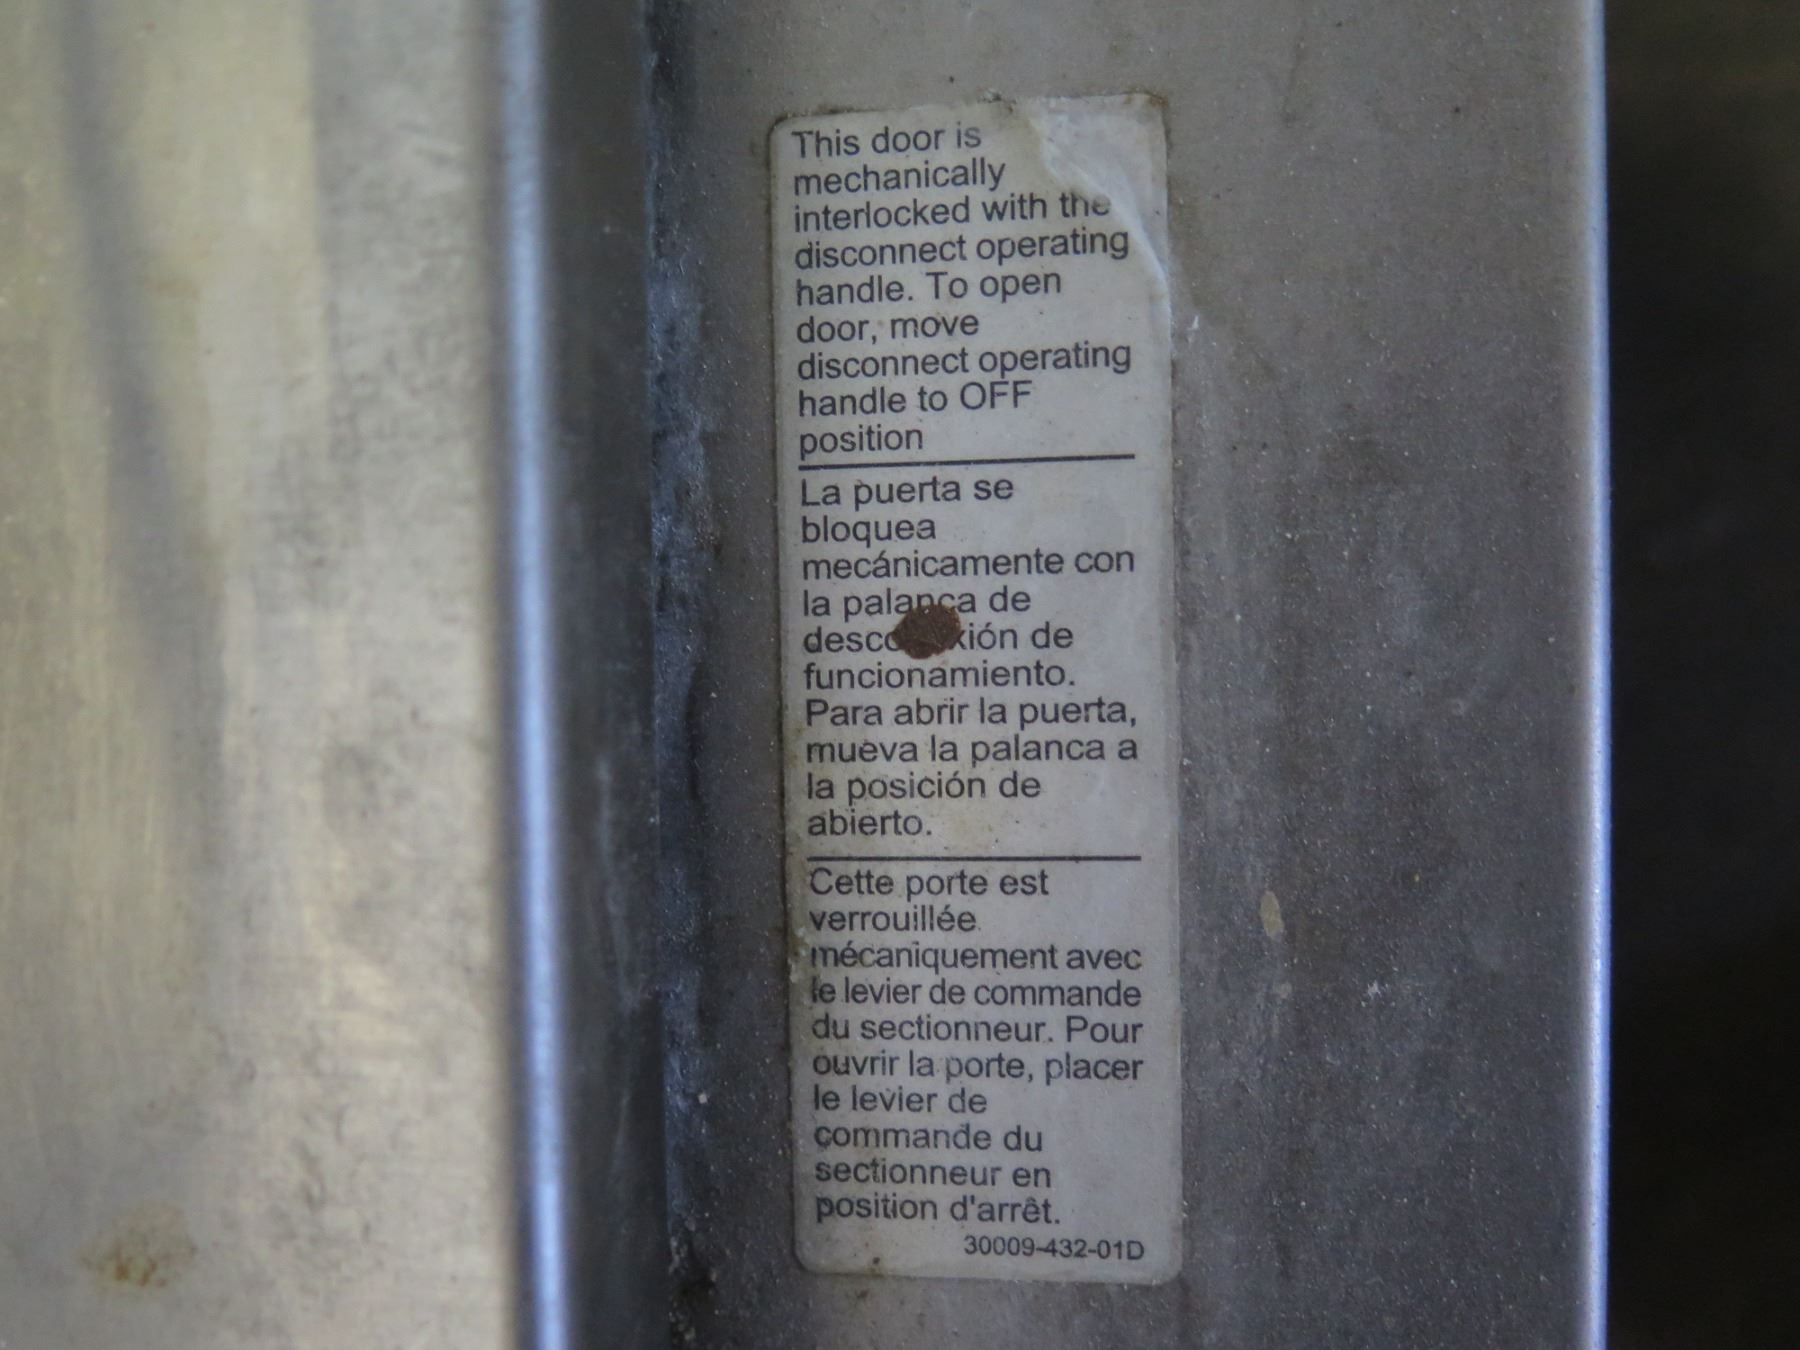 This door is
mechanically
interlocked with the
disconnect operating
handle. To open
door, move
disconnect operating
handle to OFF
position
La puerta se
bloquea
mecánicamente con
la palanca de
de
funcionamiento.
Para abrir la puerta,
mueva la palanca a
la posición de
abierto.
Cette porte est
verrouillée
mécaniquement avec
le levier de commande
du sectionneur. Pour
ouvrir la porte, placer
le levier de
commande du
sectionneur en
position d'arrêt.
30009-432-01D